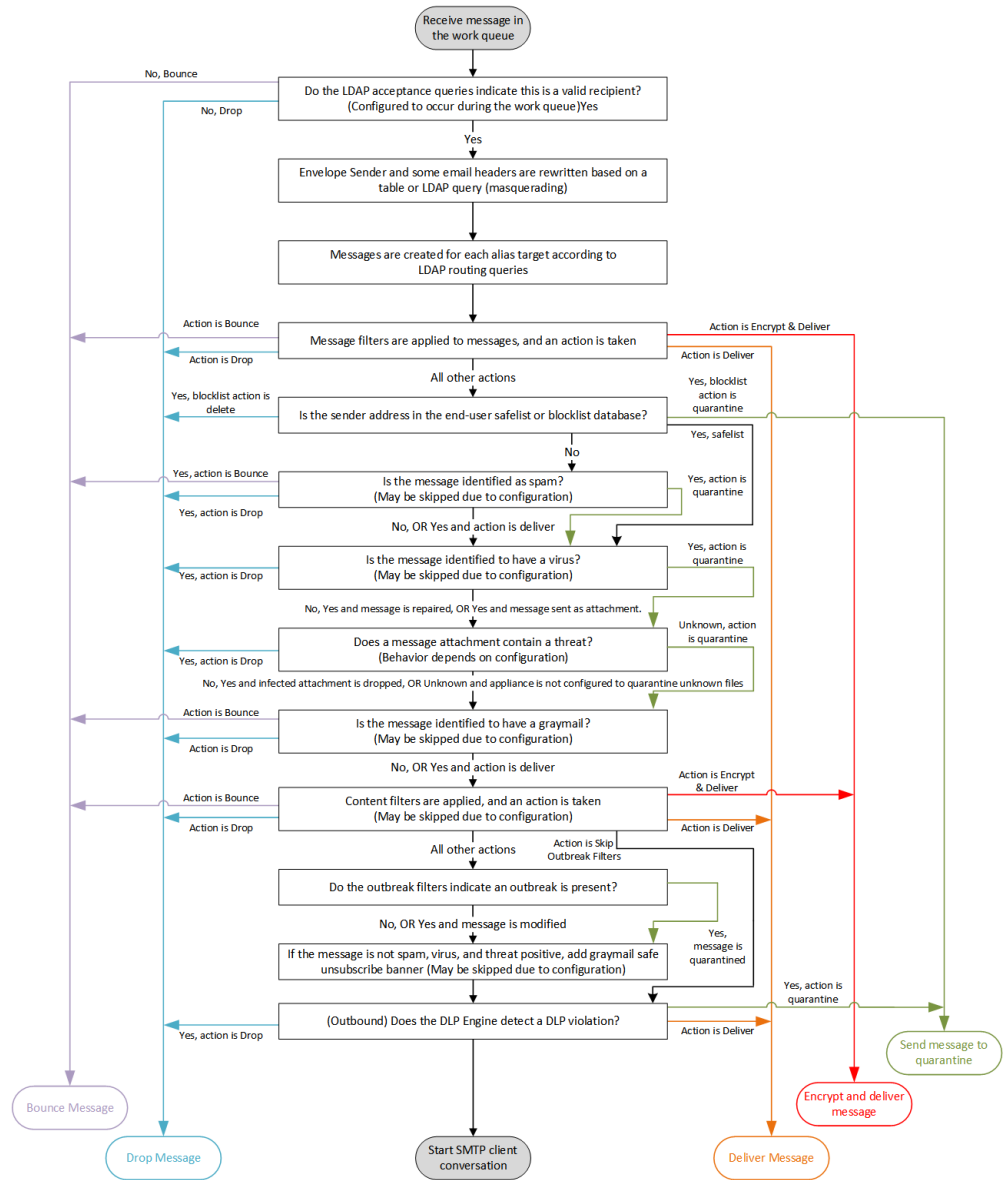 Receive message in
the work queue
No, Bounce
Do the LDAP acceptance queries indicate this is a valid recipient?
(Configured to occur during the work queue)Yes
No, Drop
Yes
Envelope Sender and some email headers are rewritten based on a
table or LDAP query (masquerading)
Messages are created for each alias target according to
LDAP routing queries
Action is Bounce
Action is Encrypt & Deliver
Message filters are applied to messages, and an action is taken
Action is Drop
Action is Deliver
All other actions
Yes, blocklist action is
delete
Yes, blocklist
action is
quarantine
Is the sender address in the end-user safelist or blocklist database?
Yes, safelist
No
Yes, action is Bounce
Is the message identified as spam?
(May be skipped due to configuration)
Yes, action is
quarantine
Yes, action is Drop
No, OR Yes and action is deliver
Is the message identified to have a virus?
(May be skipped due to configuration)
Yes, action is
quarantine
Yes, action is Drop
No, Yes and message is repaired, OR Yes and message sent as attachment.
Does a message attachment contain a threat?
(Behavior depends on configuration)
Unknown, action
is quarantine
Yes, action is Drop
No, Yes and infected attachment is dropped, OR Unknown and appliance is not configured to quarantine unknown files
Action is Bounce
Is the message identified to have a graymail?
(May be skipped due to configuration)
Action is Drop
No, OR Yes and action is deliver
Action is Encrypt
& Deliver
Action is Bounce
Content filters are applied, and an action is taken
(May be skipped due to configuration)
Action is Drop
Action is Deliver
All other actions
Action is Skip
Outbreak Filters
Do the outbreak filters indicate an outbreak is present?
No, OR Yes and message is modified
Yes,
message is
quarantined
If the message is not spam, virus, and threat positive, add graymail safe
unsubscribe banner (May be skipped due to configuration)
Yes, action is
quarantine
(Outbound) Does the DLP Engine detect a DLP violation?
Yes, action is Drop
Action is Deliver
Send message to
quarantine
Bounce Message
Encrypt and deliver
message
Drop Message
Start SMTP client
conversation
Deliver Message